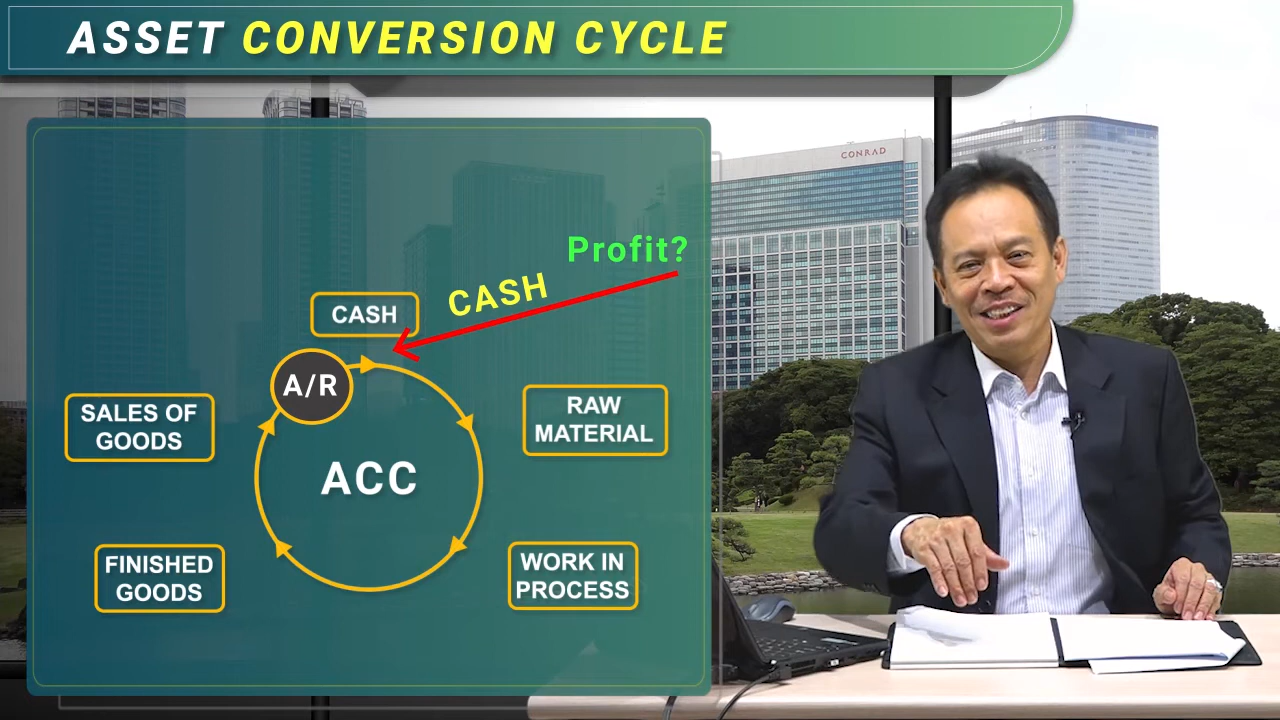 ASSET CONVERSION CYCLE
CONRAD
Profit?
CASH
CASH
A/R
SALES OF
GOODS
RAW
MATERIAL
ACC
FINISHED
GOODS
WORK IN
PROCESS